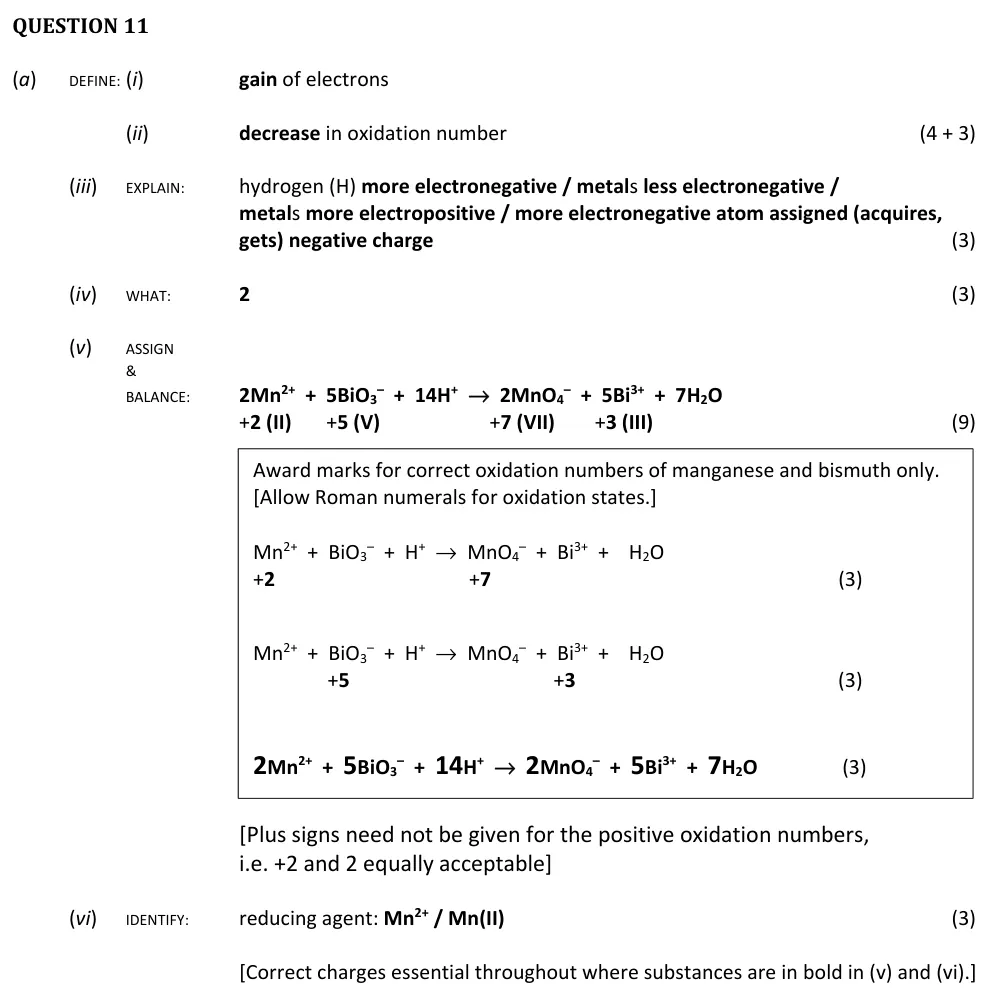 QUESTION 11
(a) DEFINE: (i) gain of electrons
(ii) decrease in oxidation number (4 + 3)
(iii) EXPLAIN: hydrogen (H) more electronegative / metals less electronegative /
metals more electropositive / more electronegative atom assigned (acquires,
gets) negative charge (3)
(iv) WHAT: 2 (3)
(v) ASSIGN
&
BALANCE: 2Mn²⁺ + 5BiO₃⁻ + 14H⁺ → 2MnO₄⁻ + 5Bi³⁺ + 7H₂O
+2 (II) +5 (V) +7 (VII) +3 (III) (9)
Award marks for correct oxidation numbers of manganese and bismuth only.
[Allow Roman numerals for oxidation states.]
Mn²⁺ + BiO₃⁻ + H⁺ → MnO₄⁻ + Bi³⁺ + H₂O
+2 +7 (3)
Mn²⁺ + BiO₃⁻ + H⁺ → MnO₄⁻ + Bi³⁺ + H₂O
+5 +3 (3)
2Mn²⁺ + 5BiO₃⁻ + 14H⁺ → 2MnO₄⁻ + 5Bi³⁺ + 7H₂O (3)
[Plus signs need not be given for the positive oxidation numbers,
i.e. +2 and 2 equally acceptable]
(vi) IDENTIFY: reducing agent: Mn²⁺ / Mn(II) (3)
[Correct charges essential throughout where substances are in bold in (v) and (vi).]